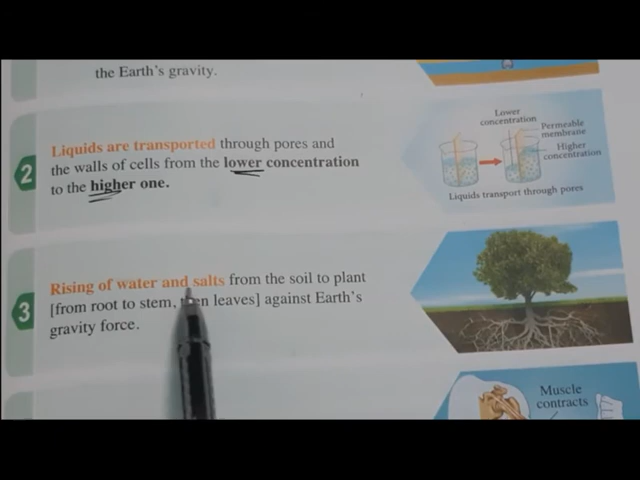 the Earth's gravity.
2
Liquids are transported through pores and
the walls of cells from the lower concentration
to the higher one.
Lower
concentration
Permeable
membrane
Higher
concentration
Liquids transport through pores
3
Rising of water and salts from the soil to plant
[from root to stem, then leaves] against Earth's
gravity force.
Muscle
contracts